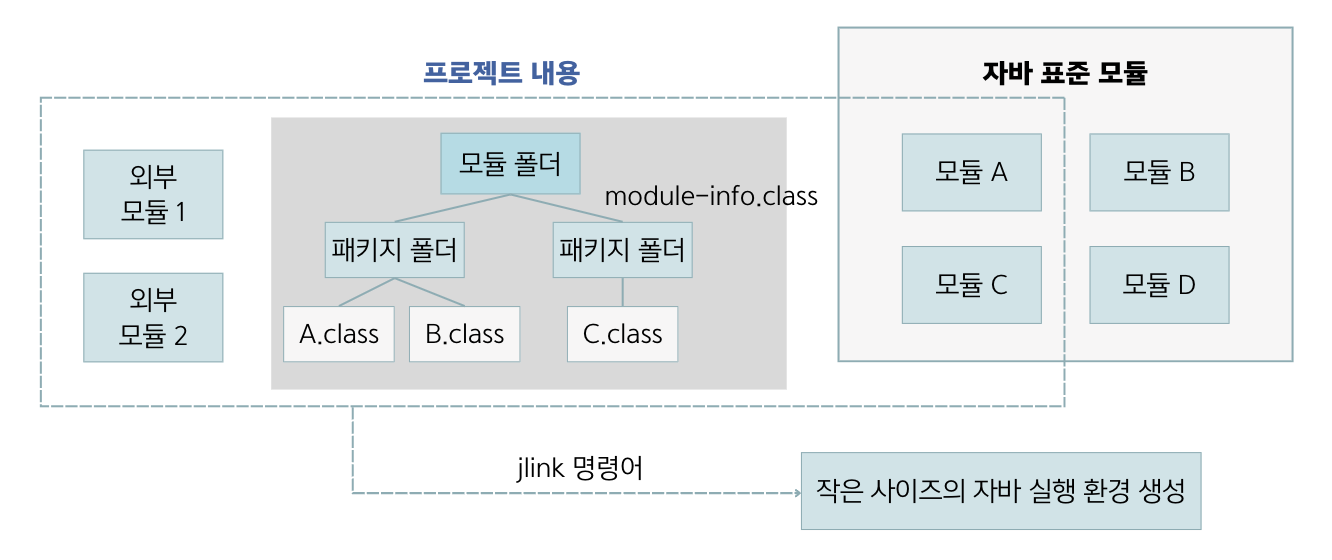 프로젝트 내용
자바 표준 모듈
외부
모듈 1
외부
모듈 2
모듈 폴더
module-info.class
패키지 폴더
패키지 폴더
A.class
B.class
C.class
모듈 A
모듈 B
모듈 C
모듈 D
jlink 명령어
작은 사이즈의 자바 실행 환경 생성